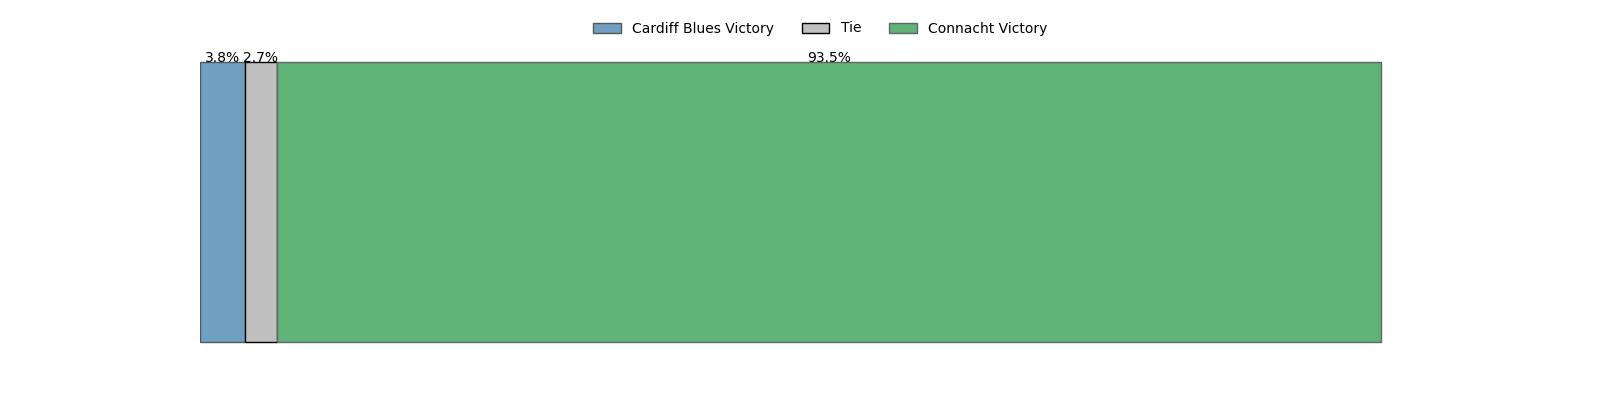 Cardiff Blues Victory Tie Connacht Victory
3.8% 2.7% 93.5%